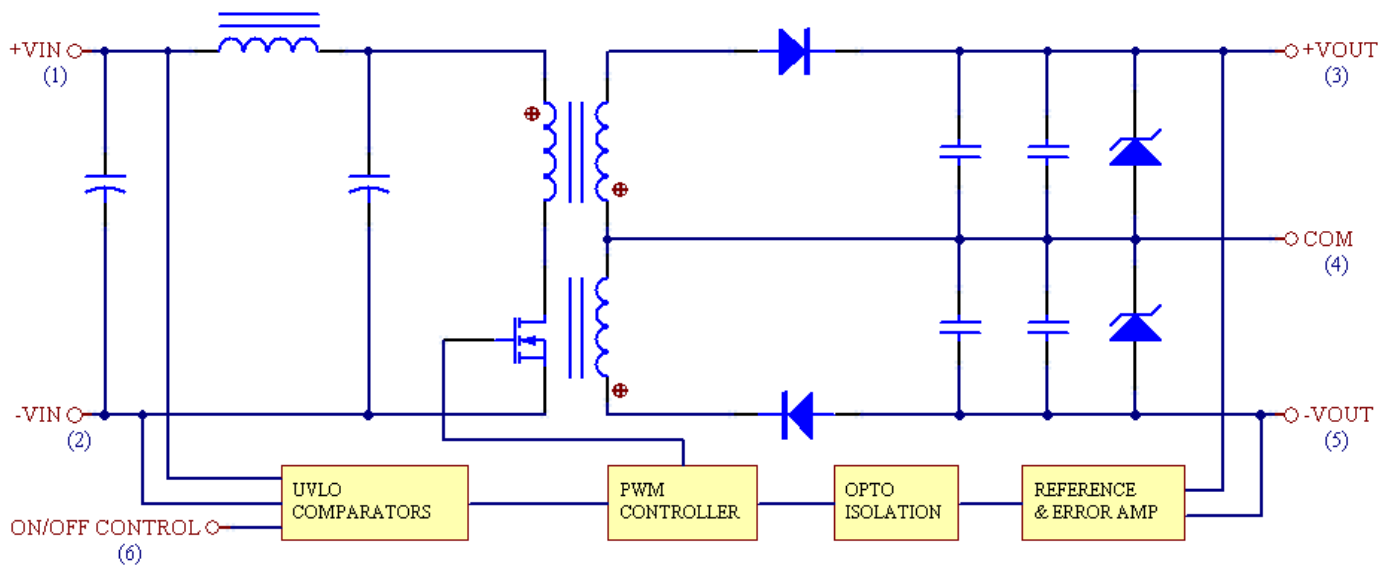 +VIN
(1)
+VOUT
(3)
COM
(4)
-VIN
(2)
-VOUT
(5)
UVLO
COMPARATORS
PWM
CONTROLLER
OPTO
ISOLATION
REFERENCE
& ERROR AMP
ON/OFF CONTROL
(6)